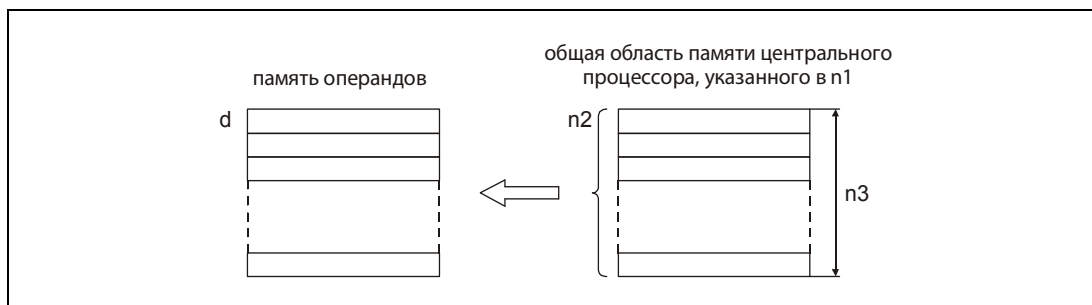 общая область памяти центрального
процессора, указанного в n1
память операндов
d
n2
n3